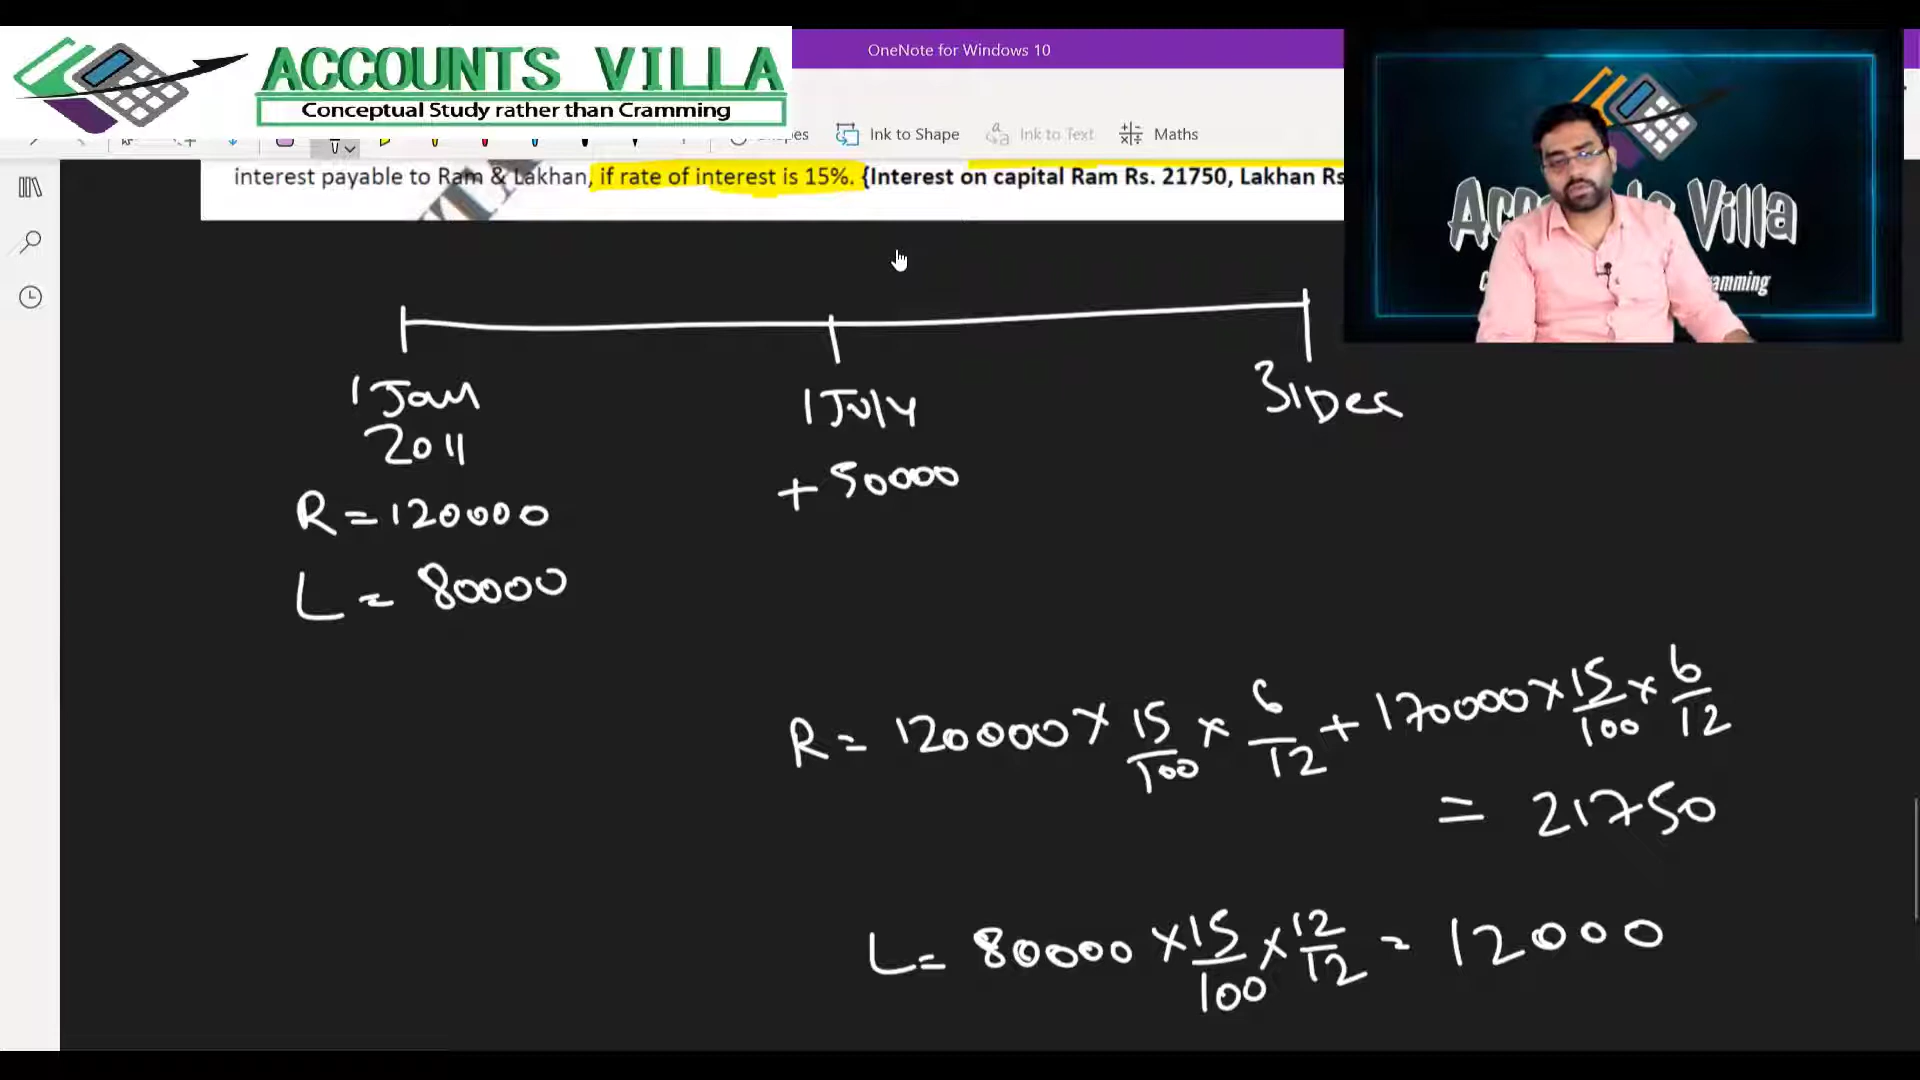 ACCOUNTS VILLA
Conceptual Study rather than Cramming
OneNote for Windows 10
Ink to Shape
Ink to Text
Maths
interest payable to Ram & Lakhan, if rate of interest is 15%. {Interest on capital Ram Rs. 21750, Lakhan Rs
Villa
1 Jan
2011
1 July
31 Dec
+ 50000
R = 120000
L = 80000
R = 120000 × 15/100 × 6/12 + 170000 × 15/100 × 6/12
= 21750
L = 80000 × 15/100 × 12/12 = 12000